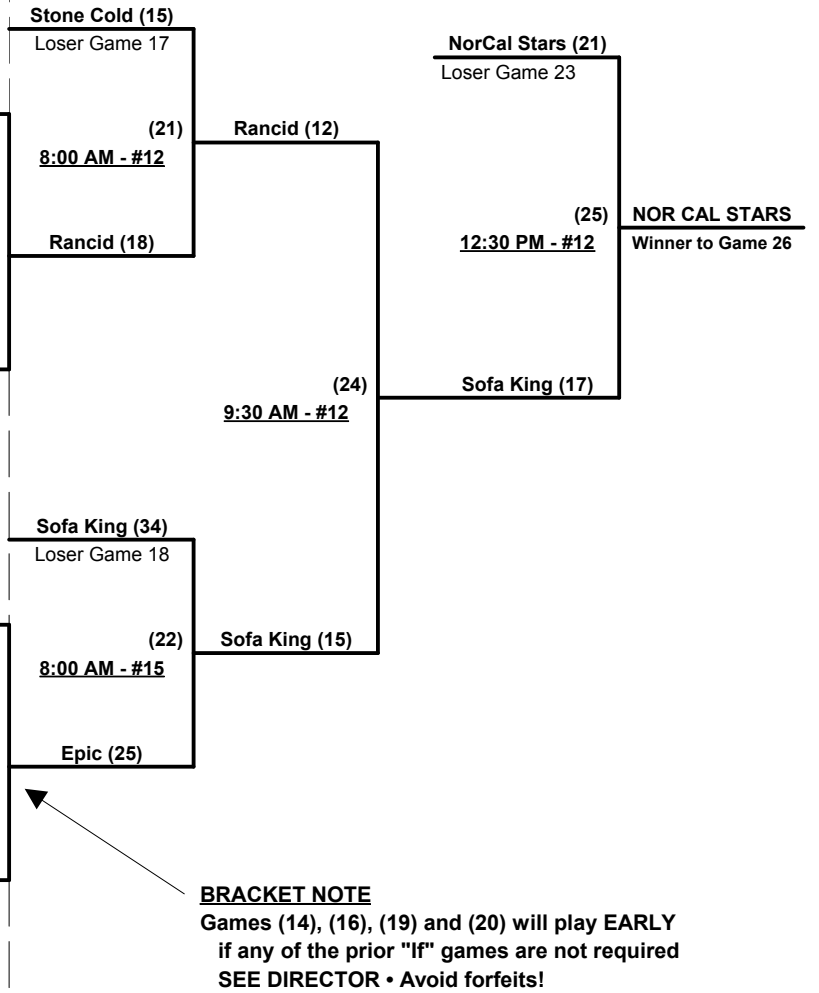 Stone Cold (15)
Loser Game 17
NorCal Stars (21)
Loser Game 23
(21)
Rancid (12)
8:00 AM - #12
(25)
NOR CAL STARS
12:30 PM - #12
Winner to Game 26
Rancid (18)
(24)
Sofa King (17)
9:30 AM - #12
Sofa King (34)
Loser Game 18
(22)
Sofa King (15)
8:00 AM - #15
Epic (25)
BRACKET NOTE
Games (14), (16), (19) and (20) will play EARLY
if any of the prior "If" games are not required
SEE DIRECTOR • Avoid forfeits!